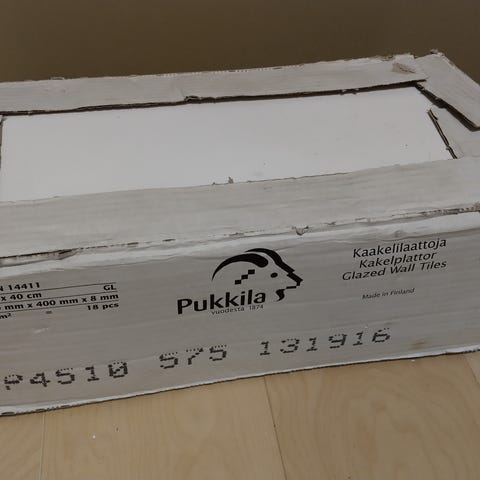 N 14411 GL
x 40 cm
mm x 400 mm x 8 mm
m² = 18 pcs
Pukkila
vuodesta 1874
Kaakelilaattoja
Kakelplattor
Glazed Wall Tiles
Made in Finland
P4510 575 131916